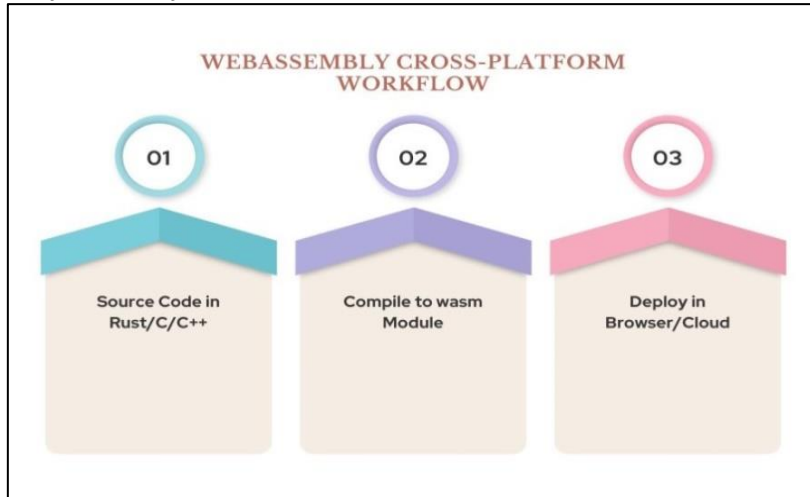 WEBASSEMBLY CROSS-PLATFORM
WORKFLOW
01
02
03
Source Code in
Rust/C/C++
Compile to wasm
Module
Deploy in
Browser/Cloud